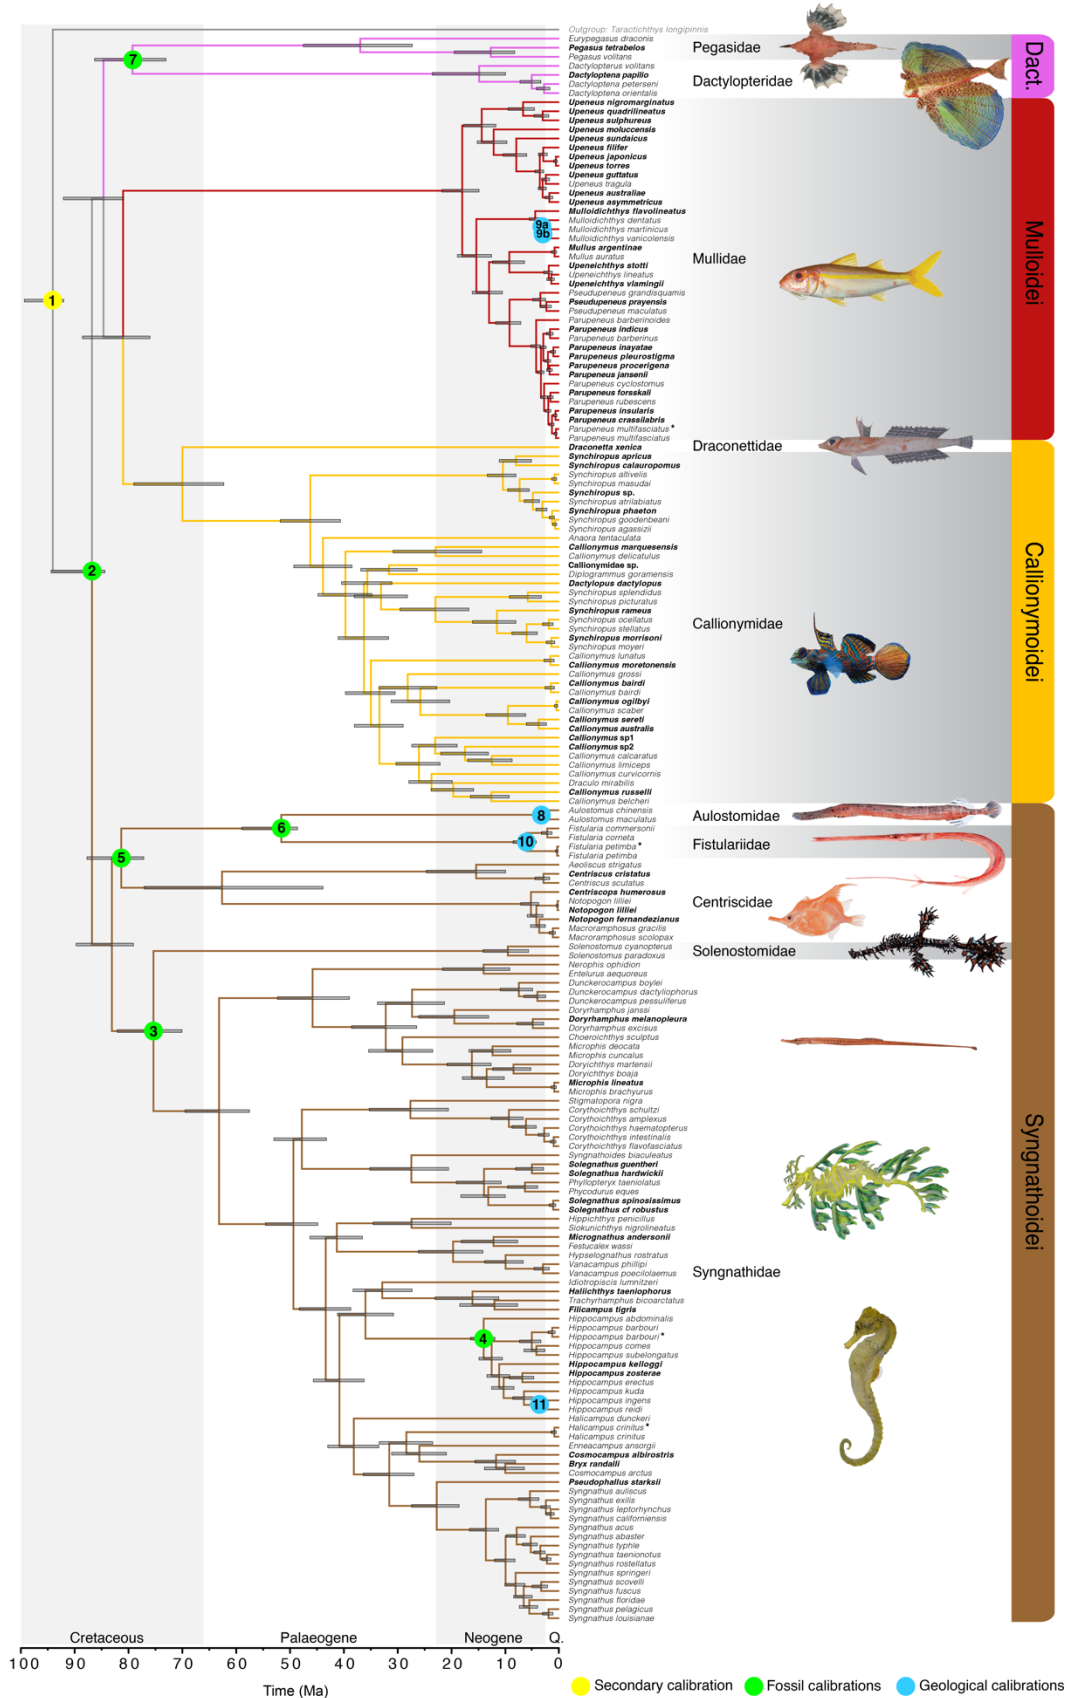 Outgroup: Taractichthys longipinnis
Eurypegasus draconis
Pegasus tetrabelos
Pegasus volitans
Dactylopterus volitans
Dactyloptena papilio
Dactyloptena peterseni
Dactyloptena orientalis
Upeneus nigromarginatus
Upeneus quadrilineatus
Upeneus sulphureus
Upeneus moluccensis
Upeneus sundaicus
Upeneus filifer
Upeneus japonicus
Upeneus torres
Upeneus guttatus
Upeneus tragula
Upeneus australiae
Upeneus asymmetricus
Mulloidichthys flavolineatus
Mulloidichthys dentatus
Mulloidichthys martinicus
Mulloidichthys vanicolensis
Mullus argentinae
Mullus auratus
Upeneichthys stotti
Upeneichthys lineatus
Upeneichthys vlamingii
Pseudupeneus grandisquamis
Pseudupeneus prayensis
Pseudupeneus maculatus
Parupeneus barberinoides
Parupeneus indicus
Parupeneus barberinus
Parupeneus inayatae
Parupeneus pleurostigma
Parupeneus procerigena
Parupeneus jansenii
Parupeneus cyclostomus
Parupeneus forsskali
Parupeneus rubescens
Parupeneus insularis
Parupeneus crassilabris
Parupeneus multifasciatus *
Parupeneus multifasciatus
Draconetta xenica
Synchiropus apricus
Synchiropus calauropomus
Synchiropus altivelis
Synchiropus masudai
Synchiropus sp.
Synchiropus atrilabiatus
Synchiropus phaeton
Synchiropus goodenbeani
Synchiropus agassizii
Anaora tentaculata
Callionymus marquesensis
Callionymus delicatulus
Callionymidae sp.
Diplogrammus goramensis
Dactylopus dactylopus
Synchiropus splendidus
Synchiropus picturatus
Synchiropus rameus
Synchiropus ocellatus
Synchiropus stellatus
Synchiropus morrisoni
Synchiropus moyeri
Callionymus lunatus
Callionymus moretonensis
Callionymus grossi
Callionymus bairdi
Callionymus bairdi
Callionymus ogilbyi
Callionymus scaber
Callionymus sereti
Callionymus australis
Callionymus sp1
Callionymus sp2
Callionymus calcaratus
Callionymus limiceps
Callionymus curvicornis
Draculo mirabilis
Callionymus russelli
Callionymus belcheri
Aulostomus chinensis
Aulostomus maculatus
Fistularia commersonii
Fistularia corneta
Fistularia petimba *
Fistularia petimba
Aeoliscus strigatus
Centriscus cristatus
Centriscus scutatus
Centriscops humerosus
Notopogon lilliei
Notopogon lilliei
Notopogon fernandezianus
Macroramphosus gracilis
Macroramphosus scolopax
Solenostomus cyanopterus
Solenostomus paradoxus
Nerophis ophidion
Entelurus aequoreus
Dunckerocampus boylei
Dunckerocampus dactyliophorus
Dunckerocampus pessuliferus
Doryrhamphus janssi
Doryrhamphus melanopleura
Doryrhamphus excisus
Choeroichthys sculptus
Microphis deocata
Microphis cuncalus
Doryichthys martensii
Doryichthys boaja
Microphis lineatus
Microphis brachyurus
Stigmatopora nigra
Corythoichthys schultzi
Corythoichthys amplexus
Corythoichthys haematopterus
Corythoichthys intestinalis
Corythoichthys flavofasciatus
Syngnathoides biaculeatus
Solegnathus guentheri
Solegnathus hardwickii
Phyllopteryx taeniolatus
Phycodurus eques
Solegnathus spinosissimus
Solegnathus cf robustus
Hippichthys penicillus
Siokunichthys nigrolineatus
Micrognathus andersonii
Festucalex wassi
Hypselognathus rostratus
Vanacampus phillipi
Vanacampus poecilolaemus
Idiotropiscis lumnitzeri
Haliichthys taeniophorus
Trachyrhamphus bicoarctatus
Filicampus tigris
Hippocampus abdominalis
Hippocampus barbouri
Hippocampus barbouri *
Hippocampus comes
Hippocampus subelongatus
Hippocampus kelloggi
Hippocampus zosterae
Hippocampus erectus
Hippocampus kuda
Hippocampus ingens
Hippocampus reidi
Halicampus dunckeri
Halicampus crinitus *
Halicampus crinitus
Enneacampus ansorgii
Cosmocampus albirostris
Bryx randalli
Cosmocampus arctus
Pseudophallus starksii
Syngnathus auliscus
Syngnathus exilis
Syngnathus leptorhynchus
Syngnathus californiensis
Syngnathus acus
Syngnathus abaster
Syngnathus typhle
Syngnathus taenionotus
Syngnathus rostellatus
Syngnathus springeri
Syngnathus scovelli
Syngnathus fuscus
Syngnathus floridae
Syngnathus pelagicus
Syngnathus louisianae
Pegasidae
Dactylopteridae
Mullidae
Draconettidae
Callionymidae
Aulostomidae
Fistulariidae
Centriscidae
Solenostomidae
Syngnathidae
Dact.
Mulloidei
Callionymoidei
Syngnathoidei
7
9a
9b
1
2
8
6
10
5
3
4
11
Cretaceous Palaeogene Neogene Q.
100 90 80 70 60 50 40 30 20 10 0
Time (Ma)
Secondary calibration Fossil calibrations Geological calibrations